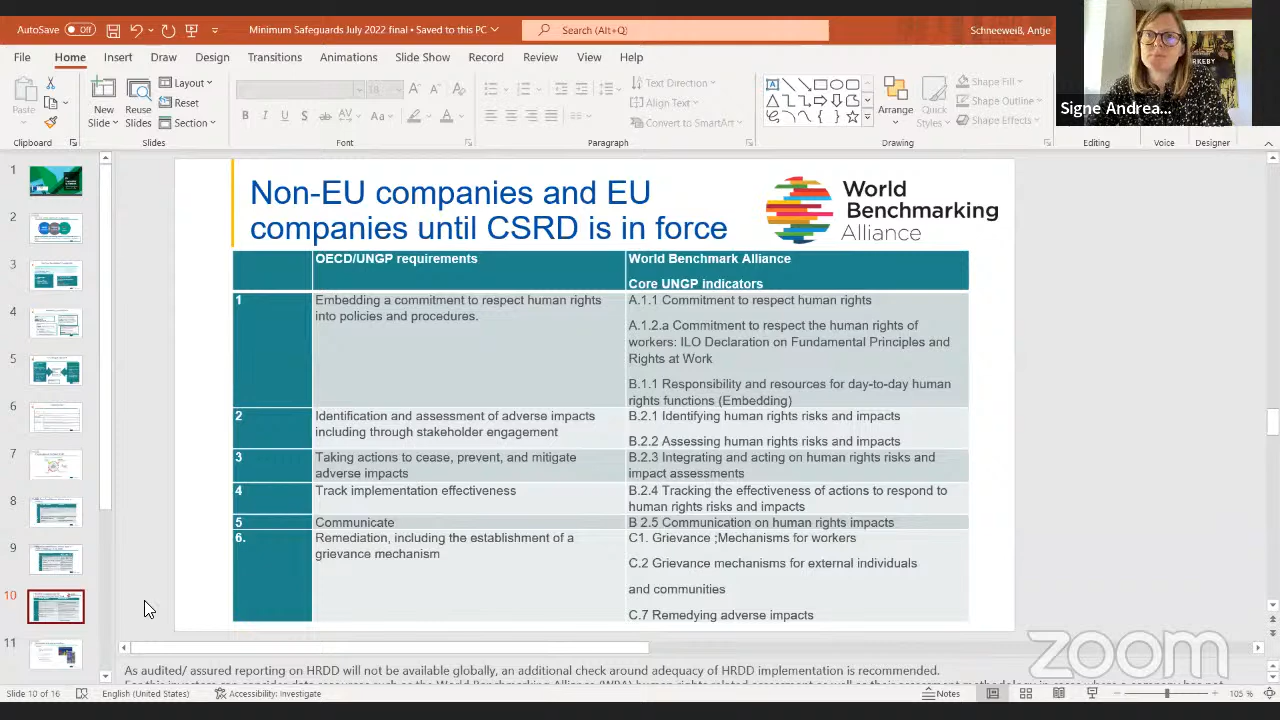 AutoSave Off
Minimum Safeguards July 2022 final • Saved to this PC
Search (Alt+Q)
Schneeweiß, Antje
File Home Insert Draw Design Transitions Animations Slide Show Record Review View Help
Paste
New
Slide
Reuse
Slides
Layout
Reset
Section
Text Direction
Align Text
Convert to SmartArt
Arrange
Quick
Styles
Shape Fill
Shape Outline
Shape Effects
Clipboard
Slides
Font
Paragraph
Drawing
Editing
Voice
Designer
Signe Andrea...
RKEBY
1
2
3
4
5
6
7
8
9
10
11
Non-EU companies and EU
companies until CSRD is in force
World
Benchmarking
Alliance
OECD/UNGP requirements
World Benchmark Alliance
Core UNGP indicators
1
Embedding a commitment to respect human rights
into policies and procedures.
A.1.1 Commitment to respect human rights
A.1.2.a Commitment to respect the human rights of
workers: ILO Declaration on Fundamental Principles and
Rights at Work
B.1.1 Responsibility and resources for day-to-day human
rights functions (Embedding)
2
Identification and assessment of adverse impacts
including through stakeholder engagement
B.2.1 Identifying human rights risks and impacts
B.2.2 Assessing human rights risks and impacts
3
Taking actions to cease, prevent, and mitigate
adverse impacts
B.2.3 Integrating and acting on human rights risks and
impact assessments
4
Track implementation effectiveness
B.2.4 Tracking the effectiveness of actions to respond to
human rights risks and impacts
5
Communicate
B 2.5 Communication on human rights impacts
6.
Remediation, including the establishment of a
grievance mechanism
C1. Grievance ;Mechanisms for workers
C.2 Grievance mechanisms for external individuals
and communities
C.7 Remedying adverse impacts
zoom
As audited/ assured reporting on HRDD will not be available globally, an additional check around adequacy of HRDD implementation is recommended.
Slide 10 of 16
English (United States)
Accessibility: Investigate
Notes
105 %